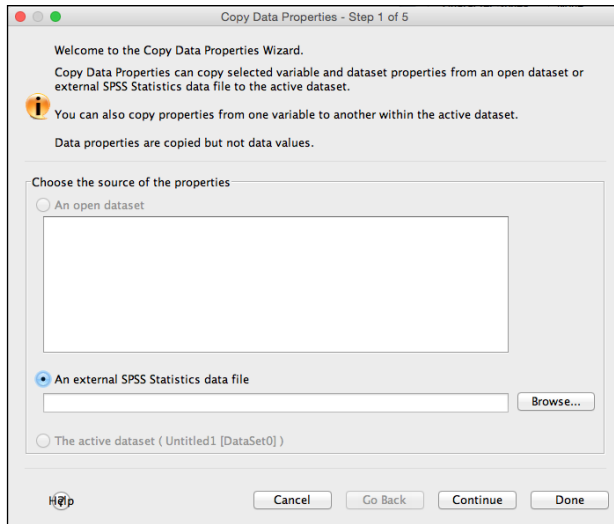 Copy Data Properties - Step 1 of 5
Welcome to the Copy Data Properties Wizard.
Copy Data Properties can copy selected variable and dataset properties from an open dataset or
external SPSS Statistics data file to the active dataset.
You can also copy properties from one variable to another within the active dataset.
Data properties are copied but not data values.
Choose the source of the properties
An open dataset
An external SPSS Statistics data file
Browse...
The active dataset ( Untitled1 [DataSet0] )
Help
Cancel
Go Back
Continue
Done